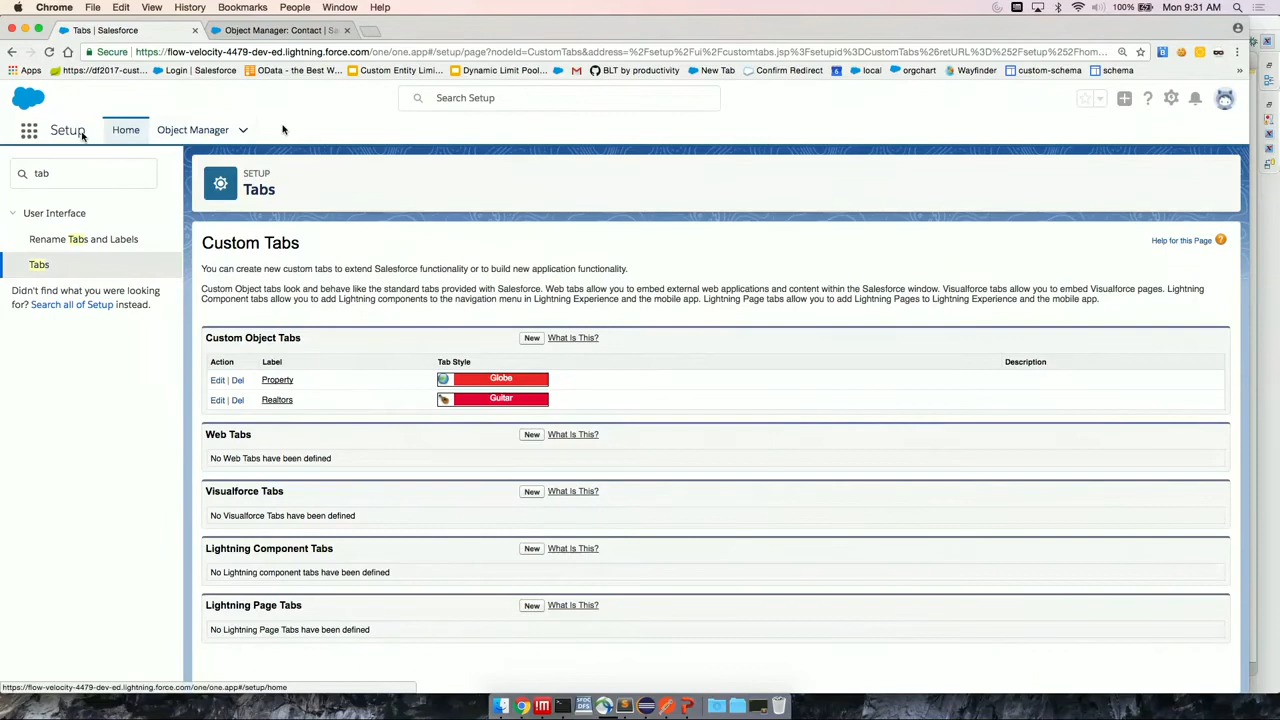 Chrome File Edit View History Bookmarks People Window Help 100% Mon 9:31 AM
Tabs | Salesforce Object Manager: Contact | Sa
Secure https://flow-velocity-4479-dev-ed.lightning.force.com/one/one.app#/setup/page?nodeId=CustomTabs&address=%2Fsetup%2Fui%2Fcustomtabs.jsp%3Fsetupid%3DCustomTabs%26retURL%3D%252Fsetup%252Fhom...
Apps https://df2017-cust... Login | Salesforce OData - the Best W... Custom Entity Limi... Dynamic Limit Pool... BLT by productivity New Tab Confirm Redirect local orgchart Wayfinder custom-schema schema »
Search Setup
Setup Home Object Manager
tab
User Interface
Rename Tabs and Labels
Tabs
Didn't find what you were looking
for? Search all of Setup instead.
SETUP
Tabs
Custom Tabs
Help for this Page
You can create new custom tabs to extend Salesforce functionality or to build new application functionality.
Custom Object tabs look and behave like the standard tabs provided with Salesforce. Web tabs allow you to embed external web applications and content within the Salesforce window. Visualforce tabs allow you to embed Visualforce pages. Lightning
Component tabs allow you to add Lightning components to the navigation menu in Lightning Experience and the mobile app. Lightning Page tabs allow you to add Lightning Pages to Lightning Experience and the mobile app.
Custom Object Tabs New What Is This?
Action Label Tab Style Description
Edit | Del Property Globe
Edit | Del Realtors Guitar
Web Tabs New What Is This?
No Web Tabs have been defined
Visualforce Tabs New What Is This?
No Visualforce Tabs have been defined
Lightning Component Tabs New What Is This?
No Lightning component tabs have been defined
Lightning Page Tabs New What Is This?
No Lightning Page Tabs have been defined
https://flow-velocity-4479-dev-ed.lightning.force.com/one/one.app#/setup/home